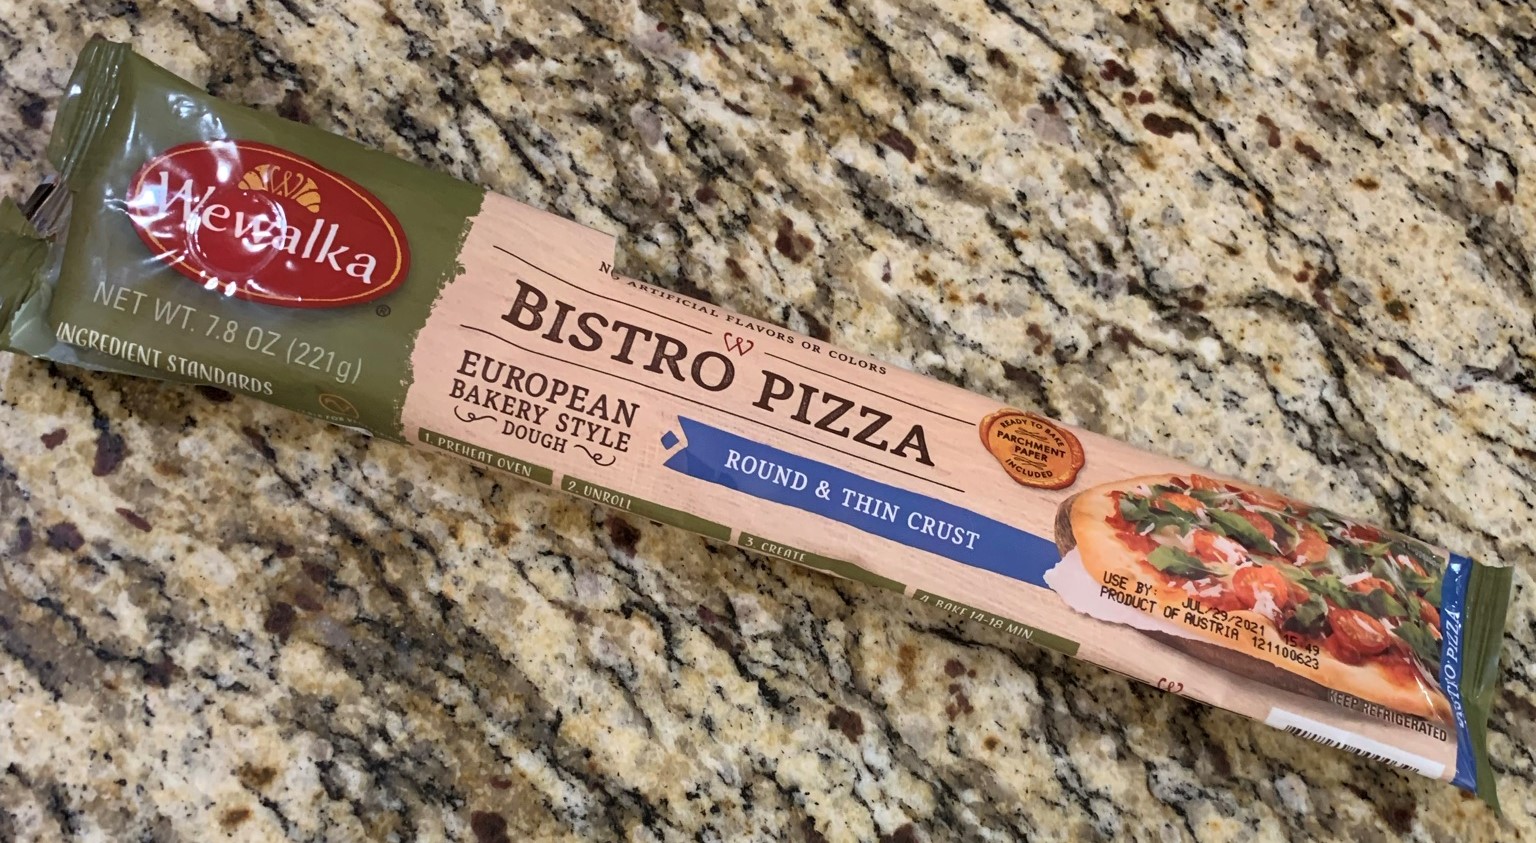 Wewalka
®
NET WT. 7.8 OZ (221g)
INGREDIENT STANDARDS
NO ARTIFICIAL FLAVORS OR COLORS
BISTRO PIZZA
EUROPEAN
BAKERY STYLE
DOUGH
ROUND & THIN CRUST
READY TO BAKE
PARCHMENT
PAPER
INCLUDED
1. PREHEAT OVEN
2. UNROLL
3. CREATE
4. BAKE 14-18 MIN.
USE BY: JUL/29/2021 15:49
PRODUCT OF AUSTRIA 121100623
KEEP REFRIGERATED
PIZZA